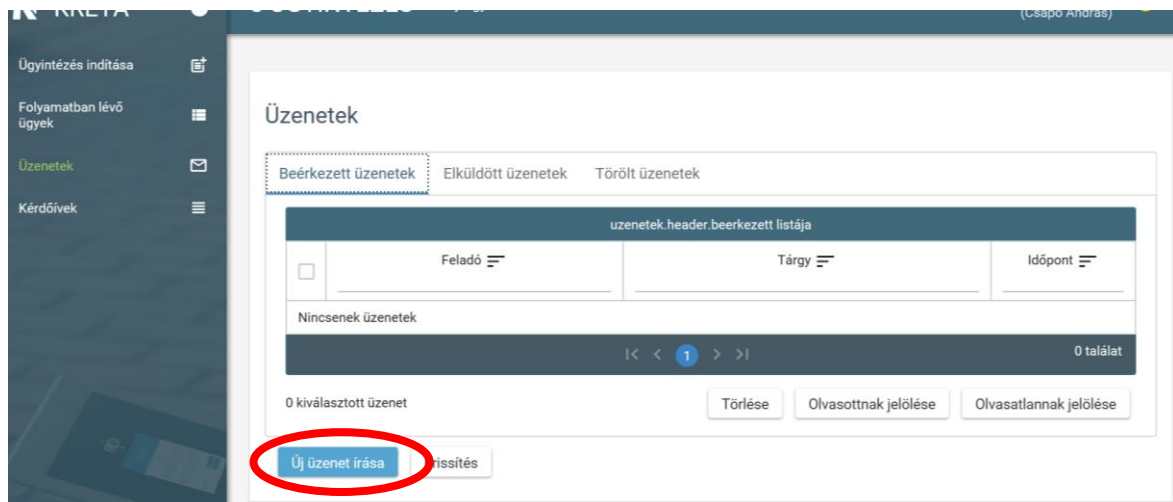 KRÉTA
(Csapó András)
Ügyintézés indítása
Folyamatban lévő
ügyek
Üzenetek
Kérdőívek
Üzenetek
Beérkezett üzenetek Elküldött üzenetek Törölt üzenetek
uzenetek.header.beerkezett listája
Feladó Tárgy Időpont
Nincsenek üzenetek
1 0 találat
0 kiválasztott üzenet Törlése Olvasottnak jelölése Olvasatlannak jelölése
Új üzenet írása rissítés